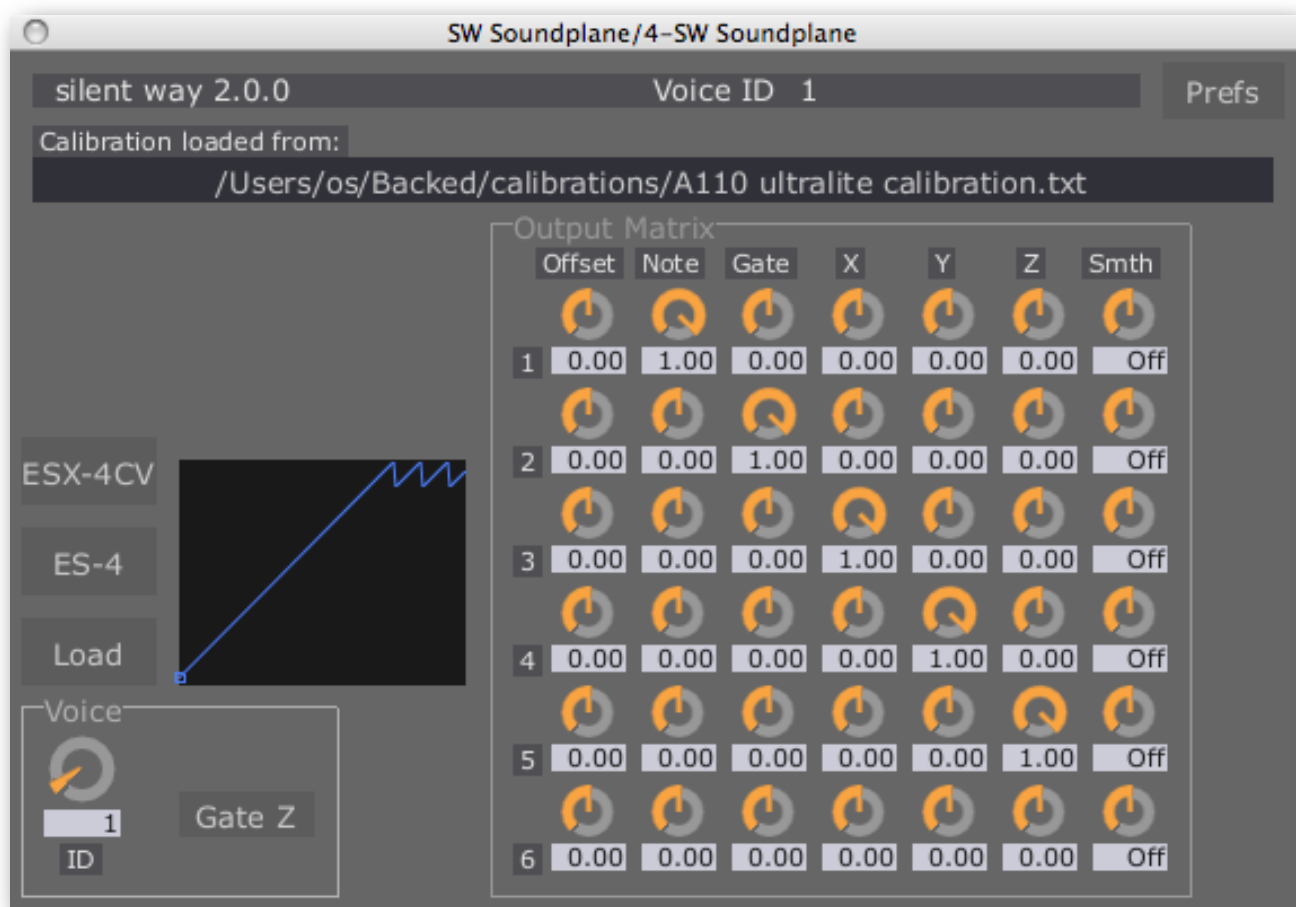 SW Soundplane/4-SW Soundplane
silent way 2.0.0 Voice ID 1
Prefs
Calibration loaded from:
/Users/os/Backed/calibrations/A110 ultralite calibration.txt
Output Matrix
Offset Note Gate X Y Z Smth
1 0.00 1.00 0.00 0.00 0.00 0.00 Off
2 0.00 0.00 1.00 0.00 0.00 0.00 Off
3 0.00 0.00 0.00 1.00 0.00 0.00 Off
4 0.00 0.00 0.00 0.00 1.00 0.00 Off
5 0.00 0.00 0.00 0.00 0.00 1.00 Off
6 0.00 0.00 0.00 0.00 0.00 0.00 Off
ESX-4CV
ES-4
Load
Voice
1
ID
Gate Z